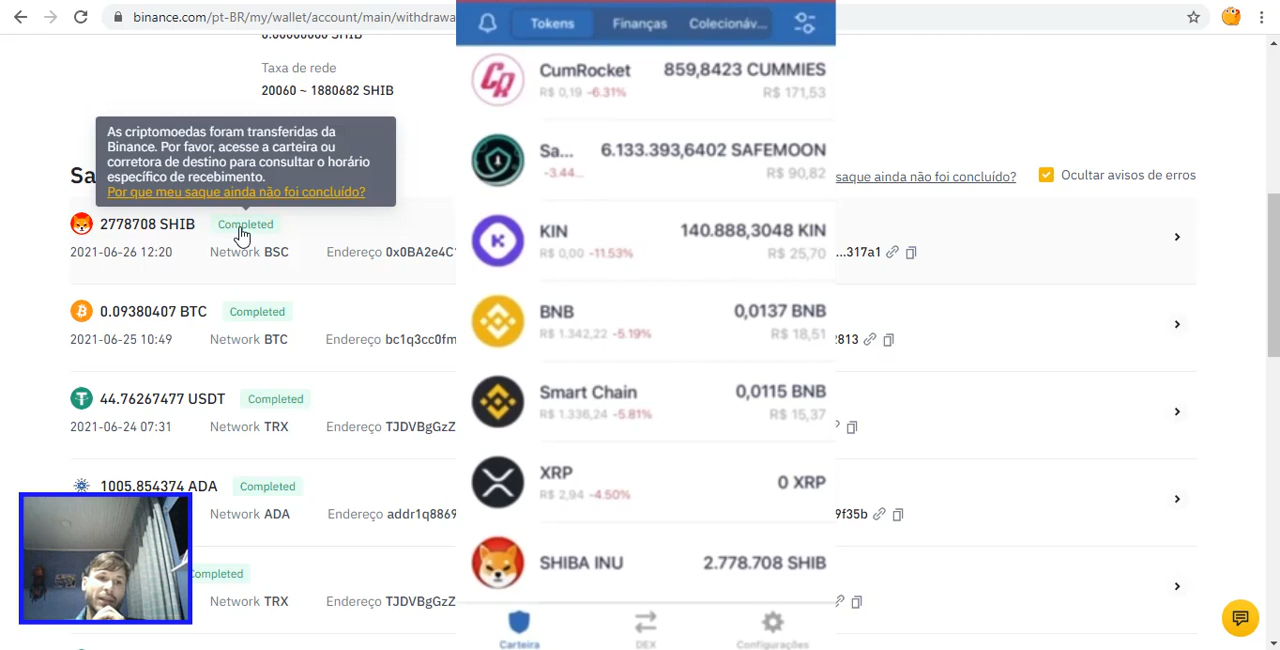 binance.com/pt-BR/my/wallet/account/main/withdrawa
0.00000000 SHIB
Taxa de rede
20060 ~ 1880682 SHIB
As criptomoedas foram transferidas da
Binance. Por favor, acesse a carteira ou
corretora de destino para consultar o horário
específico de recebimento.
Por que meu saque ainda não foi concluído?
Sa
saque ainda não foi concluído?
Ocultar avisos de erros
2778708 SHIB Completed
2021-06-26 12:20 Network BSC Endereço 0x0BA2e4C
...317a1
0.09380407 BTC Completed
2021-06-25 10:49 Network BTC Endereço bc1q3cc0fm
2813
44.76267477 USDT Completed
2021-06-24 07:31 Network TRX Endereço TJDVBgGzZ
1005.854374 ADA Completed
Network ADA Endereço addr1q8869
9f35b
Completed
Network TRX Endereço TJDVBgGzZ
Tokens Finanças Colecionáv...
CumRocket 859,8423 CUMMIES
R$ 0,19 -6.31% R$ 171,53
Sa... 6.133.393,6402 SAFEMOON
-3.44... R$ 90,82
KIN 140.888,3048 KIN
R$ 0,00 -11.53% R$ 25,70
BNB 0,0137 BNB
R$ 1.342,22 -5.19% R$ 18,51
Smart Chain 0,0115 BNB
R$ 1.336,24 -5.81% R$ 15,37
XRP 0 XRP
R$ 2,94 -4.50%
SHIBA INU 2.778.708 SHIB
Carteira DEX Configurações